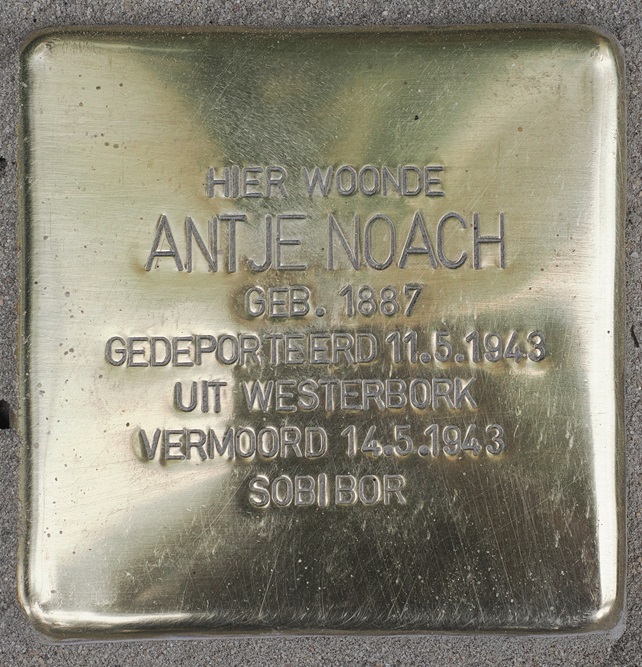 HIER WOONDE
ANTJE NOACH
GEB. 1887
GEDEPORTEERD 11.5.1943
UIT WESTERBORK
VERMOORD 14.5.1943
SOBIBOR